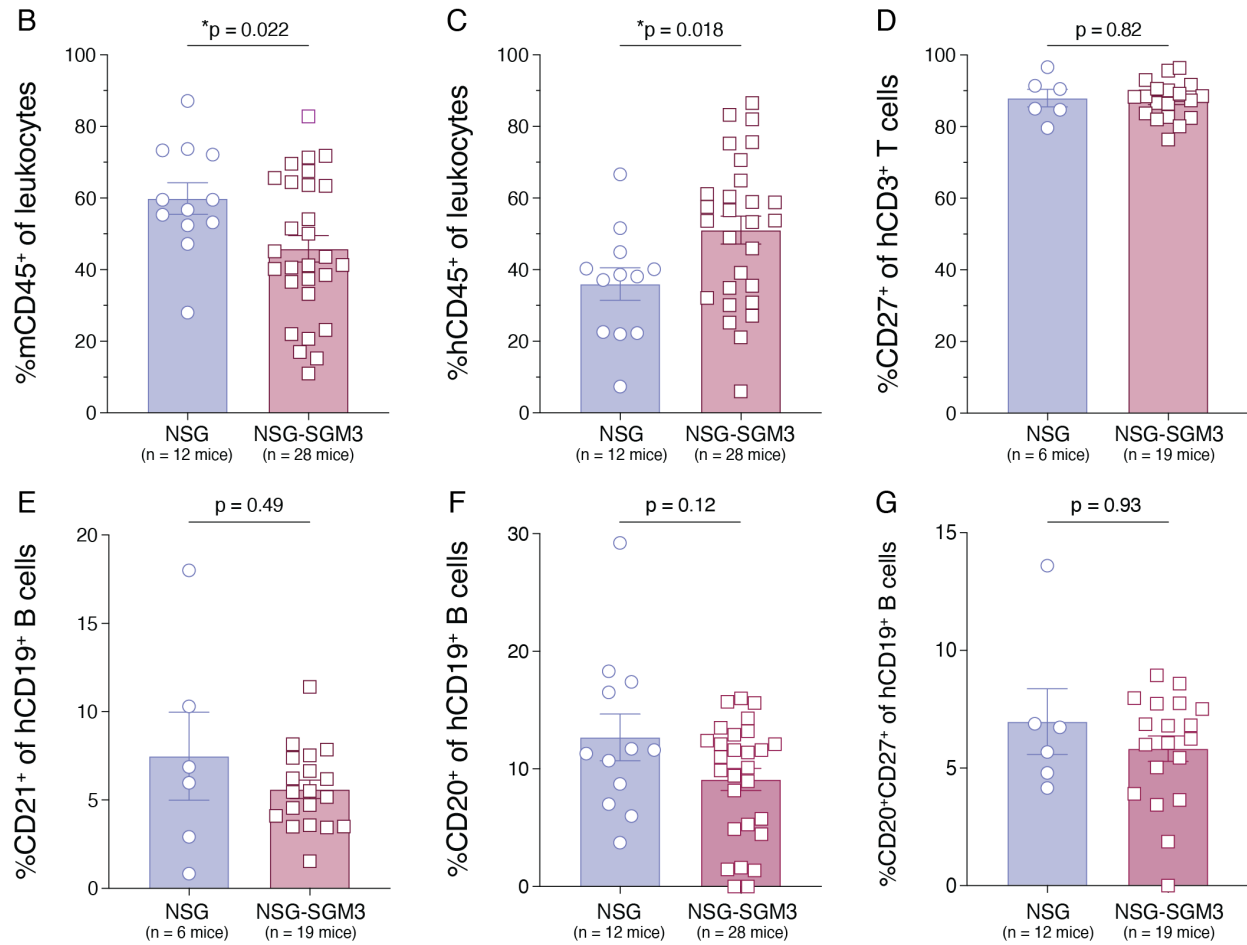 B
*p = 0.022
%mCD45⁺ of leukocytes
100
80
60
40
20
0
NSG
(n = 12 mice)
NSG-SGM3
(n = 28 mice)
C
*p = 0.018
%hCD45⁺ of leukocytes
100
80
60
40
20
0
NSG
(n = 12 mice)
NSG-SGM3
(n = 28 mice)
D
p = 0.82
%CD27⁺ of hCD3⁺ T cells
100
80
60
40
20
0
NSG
(n = 6 mice)
NSG-SGM3
(n = 19 mice)
E
p = 0.49
%CD21⁺ of hCD19⁺ B cells
20
15
10
5
0
NSG
(n = 6 mice)
NSG-SGM3
(n = 19 mice)
F
p = 0.12
%CD20⁺ of hCD19⁺ B cells
30
20
10
0
NSG
(n = 12 mice)
NSG-SGM3
(n = 28 mice)
G
p = 0.93
%CD20⁺CD27⁺ of hCD19⁺ B cells
15
10
5
0
NSG
(n = 12 mice)
NSG-SGM3
(n = 19 mice)